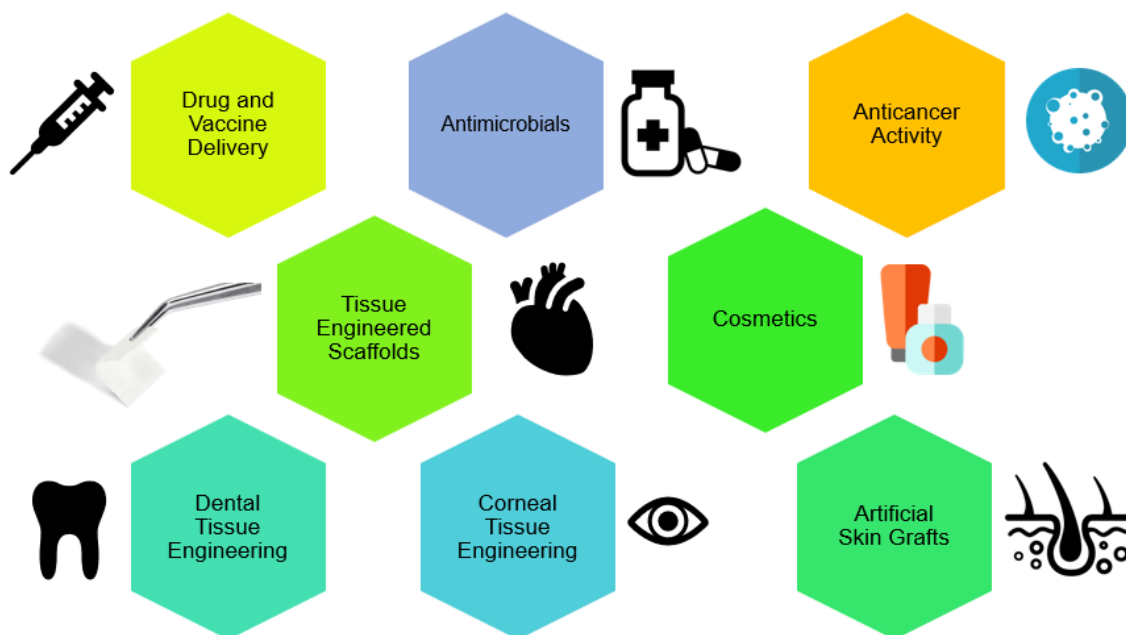 Drug and
Vaccine
Delivery
Antimicrobials
Anticancer
Activity
Tissue
Engineered
Scaffolds
Cosmetics
Dental
Tissue
Engineering
Corneal
Tissue
Engineering
Artificial
Skin Grafts